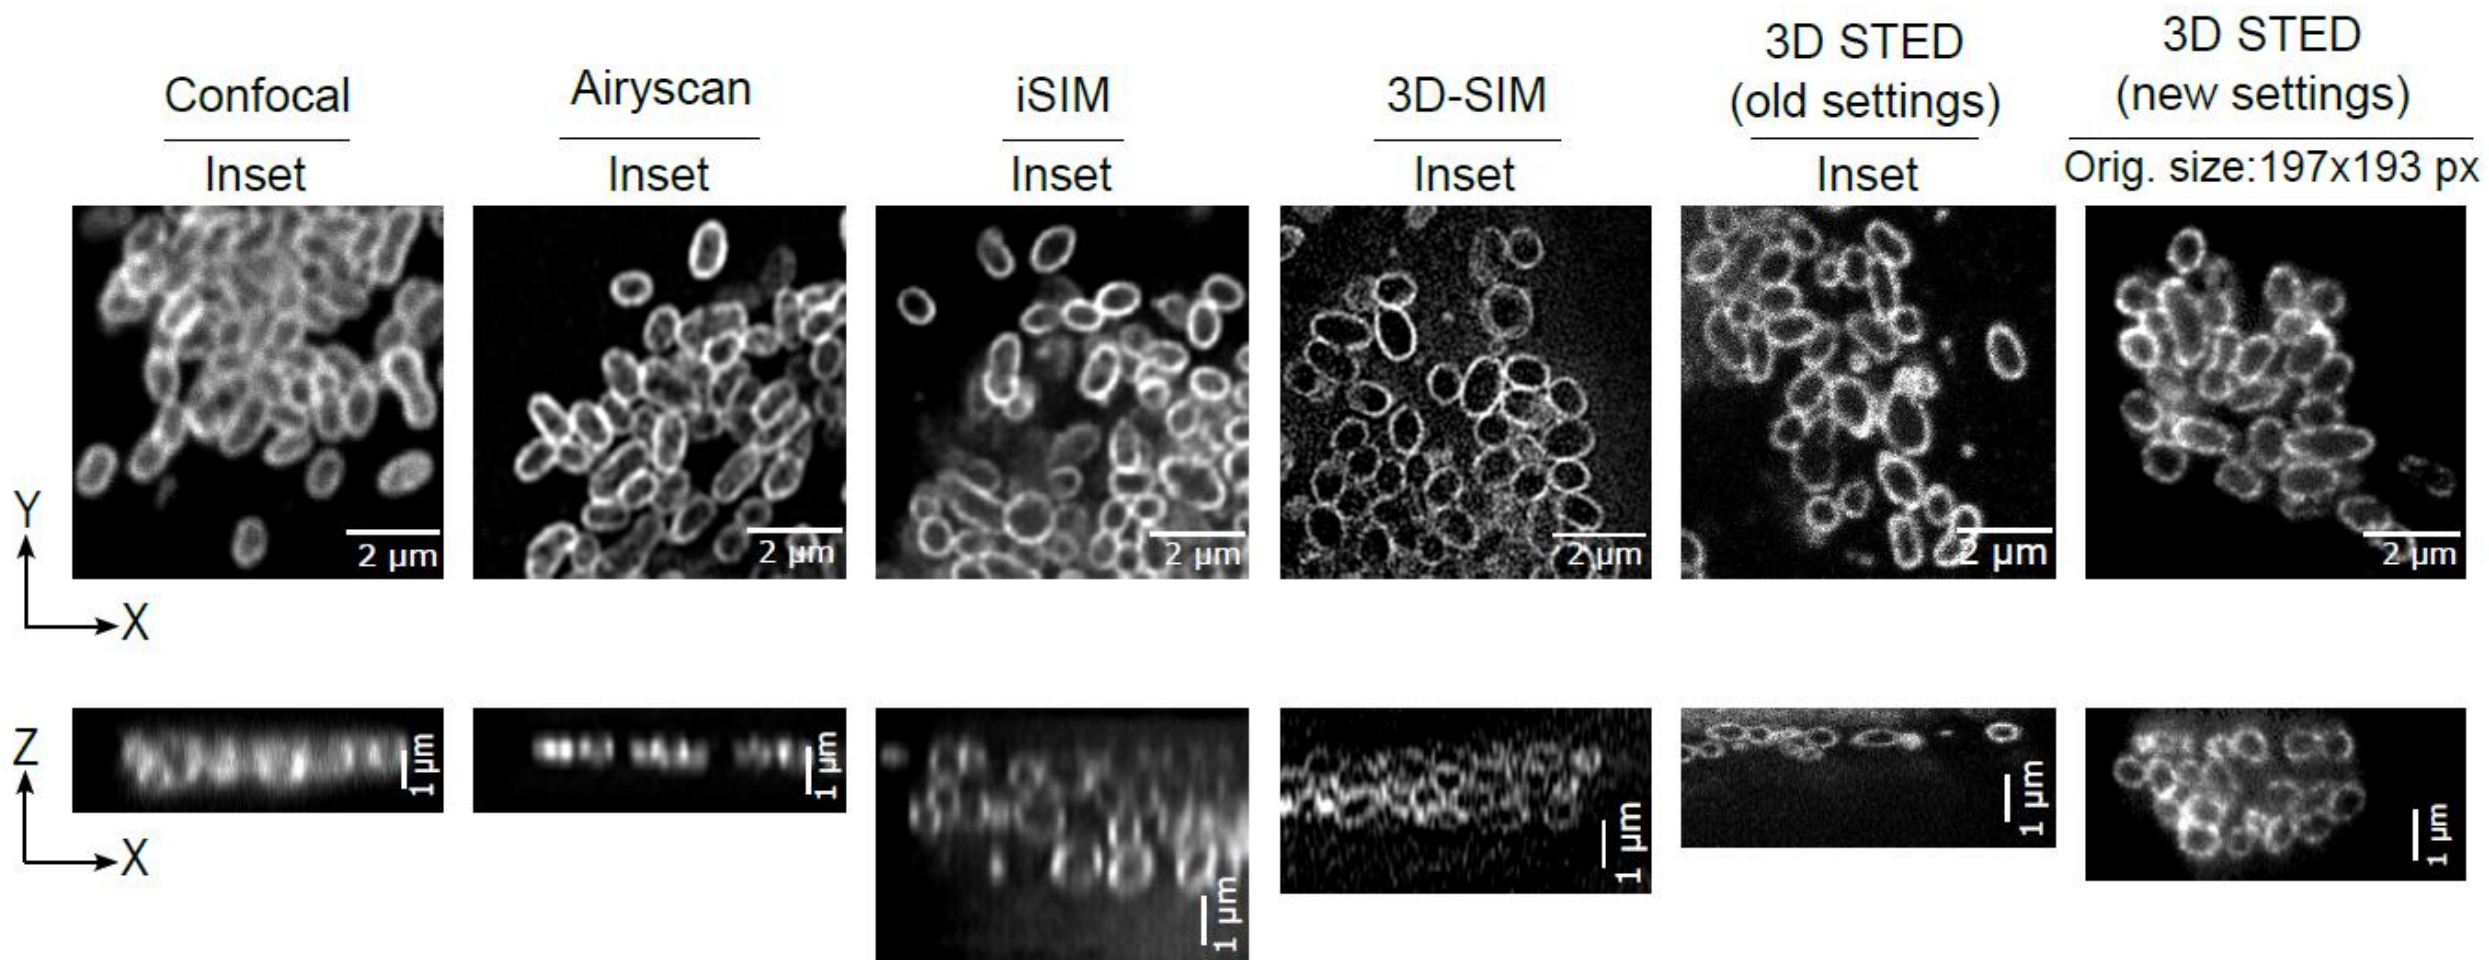 Confocal
Inset
Airyscan
Inset
iSIM
Inset
3D-SIM
Inset
3D STED
(old settings)
Inset
3D STED
(new settings)
Orig. size:197x193 px
Y
X
2 µm
2 µm
2 µm
2 µm
2 µm
2 µm
Z
X
1 µm
1 µm
1 µm
1 µm
1 µm
1 µm